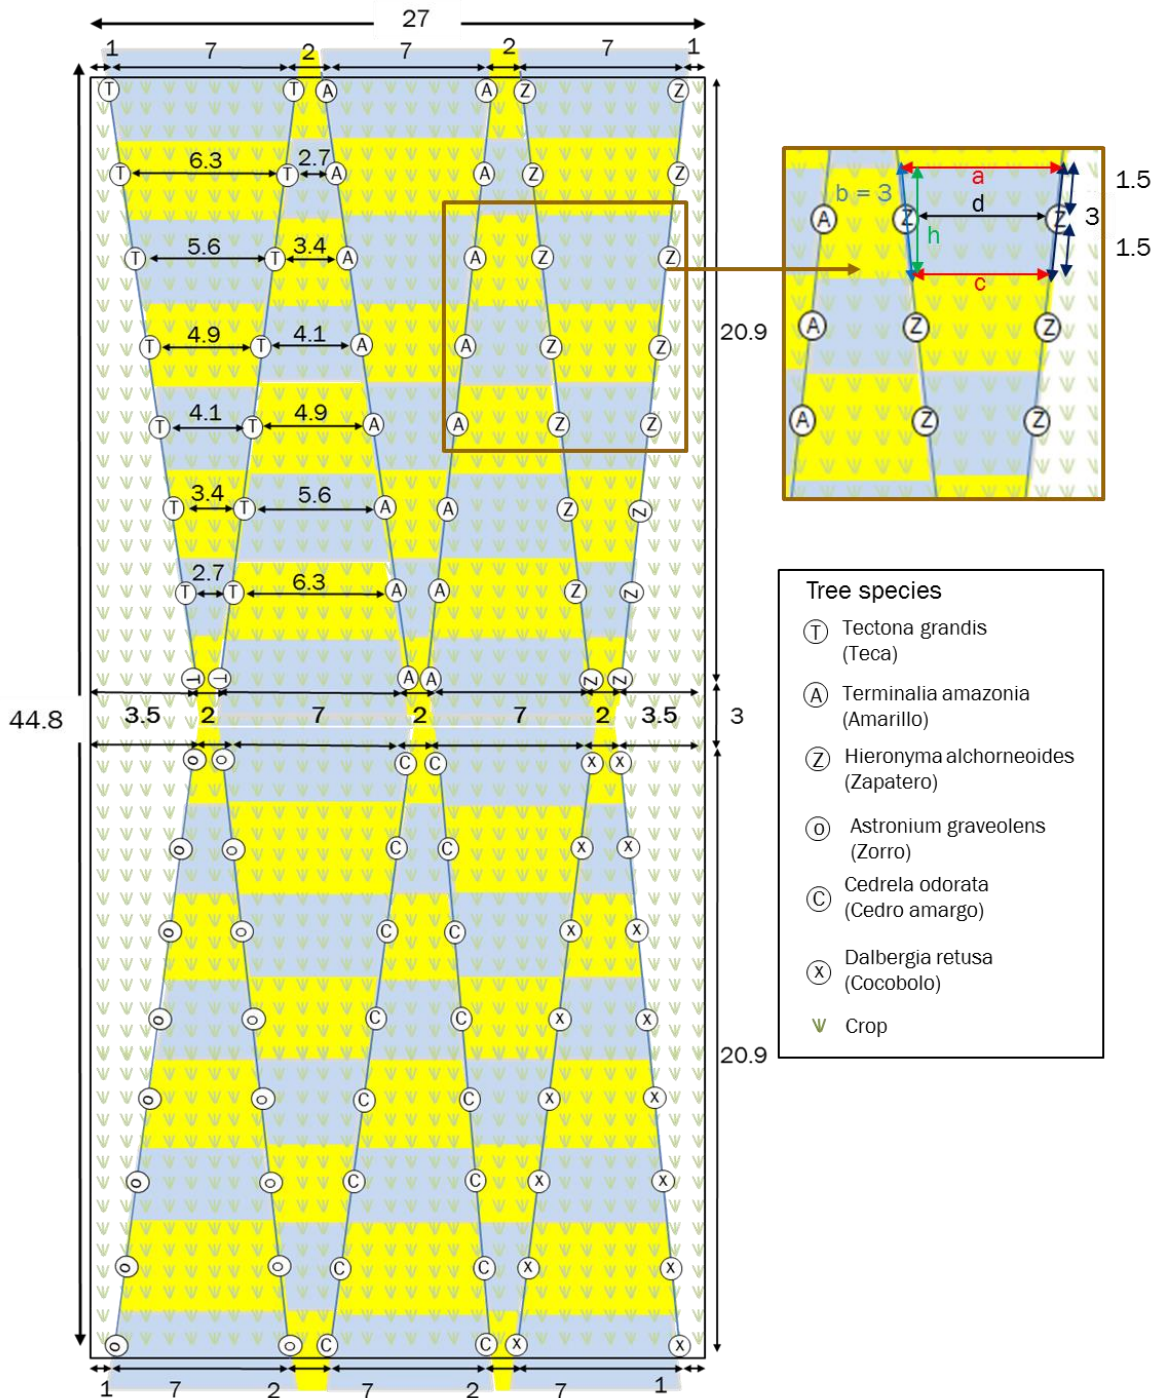 27
1 7 2 7 2 7 1
T T A A Z Z
T 6.3 T 2.7 A A Z Z
T 5.6 T 3.4 A A Z Z
T 4.9 T 4.1 A A Z Z
T 4.1 T 4.9 A A Z Z
T 3.4 T 5.6 A A Z Z
T 2.7 T 6.3 A A Z Z
T T A A Z Z
20.9
44.8
3.5 2 7 2 7 2 3.5
3
o o C C X X
o o C C X X
o o C C X X
o o C C X X
o o C C X X
o o C C X X
o o C C X X
o o C C X X
20.9
1 7 2 7 2 7 1
a
b = 3
A Z d Z
h
c
1.5
3
1.5
A Z Z
A Z Z
Tree species
T Tectona grandis
(Teca)
A Terminalia amazonia
(Amarillo)
Z Hieronyma alchorneoides
(Zapatero)
o Astronium graveolens
(Zorro)
C Cedrela odorata
(Cedro amargo)
X Dalbergia retusa
(Cocobolo)
Crop